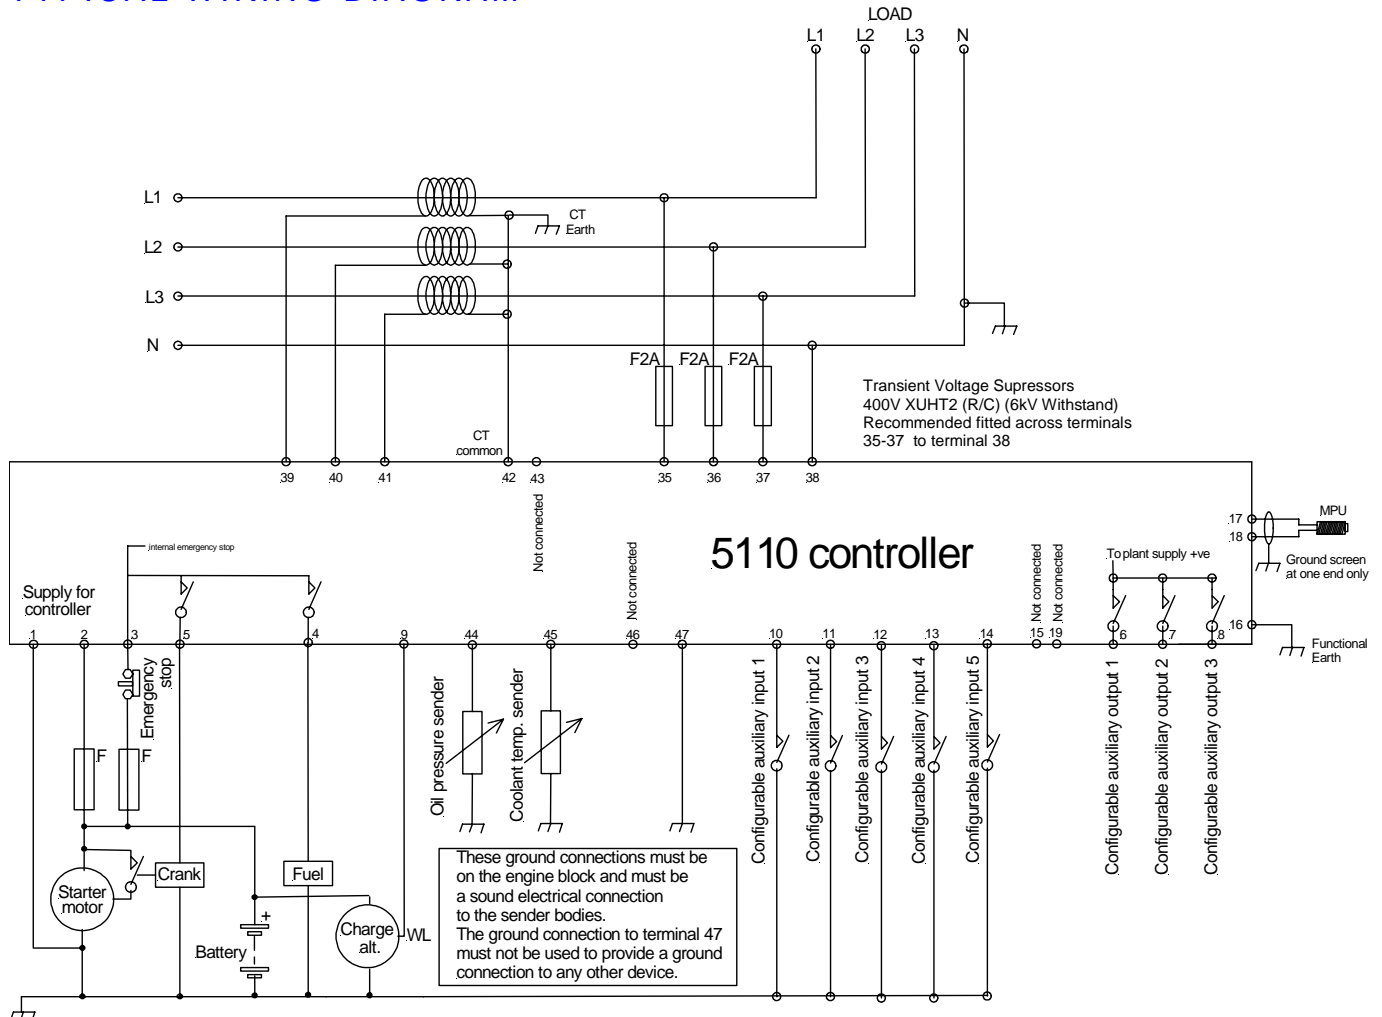 TYPICAL WIRING DIAGRAM
LOAD
L1 L2 L3 N
L1
CT
Earth
L2
L3
N
F2A F2A F2A
Transient Voltage Supressors
400V XUHT2 (R/C) (6kV Withstand)
Recommended fitted across terminals
35-37 to terminal 38
CT
common
39 40 41 42 43 35 36 37 38
Not connected
17
18
MPU
Ground screen
at one end only
internal emergency stop
5110 controller
To plant supply +ve
Supply for
controller
Not connected
Not connected
Not connected
1 2 3 5 4 9 44 45 46 47 10 11 12 13 14 15 19 6 7 8 16
Functional
Earth
Emergency
stop
F F
Oil pressure sender
Coolant temp. sender
Configurable auxiliary input 1
Configurable auxiliary input 2
Configurable auxiliary input 3
Configurable auxiliary input 4
Configurable auxiliary input 5
Configurable auxiliary output 1
Configurable auxiliary output 2
Configurable auxiliary output 3
Starter
motor
Crank
Fuel
Battery
+
Charge
alt.
WL
These ground connections must be
on the engine block and must be
a sound electrical connection
to the sender bodies.
The ground connection to terminal 47
must not be used to provide a ground
connection to any other device.